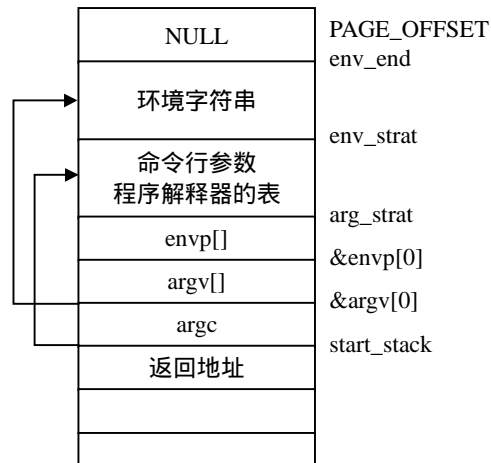 NULL
PAGE_OFFSET
env_end
环境字符串
env_strat
命令行参数
程序解释器的表
arg_strat
envp[]
&envp[0]
argv[]
&argv[0]
argc
start_stack
返回地址